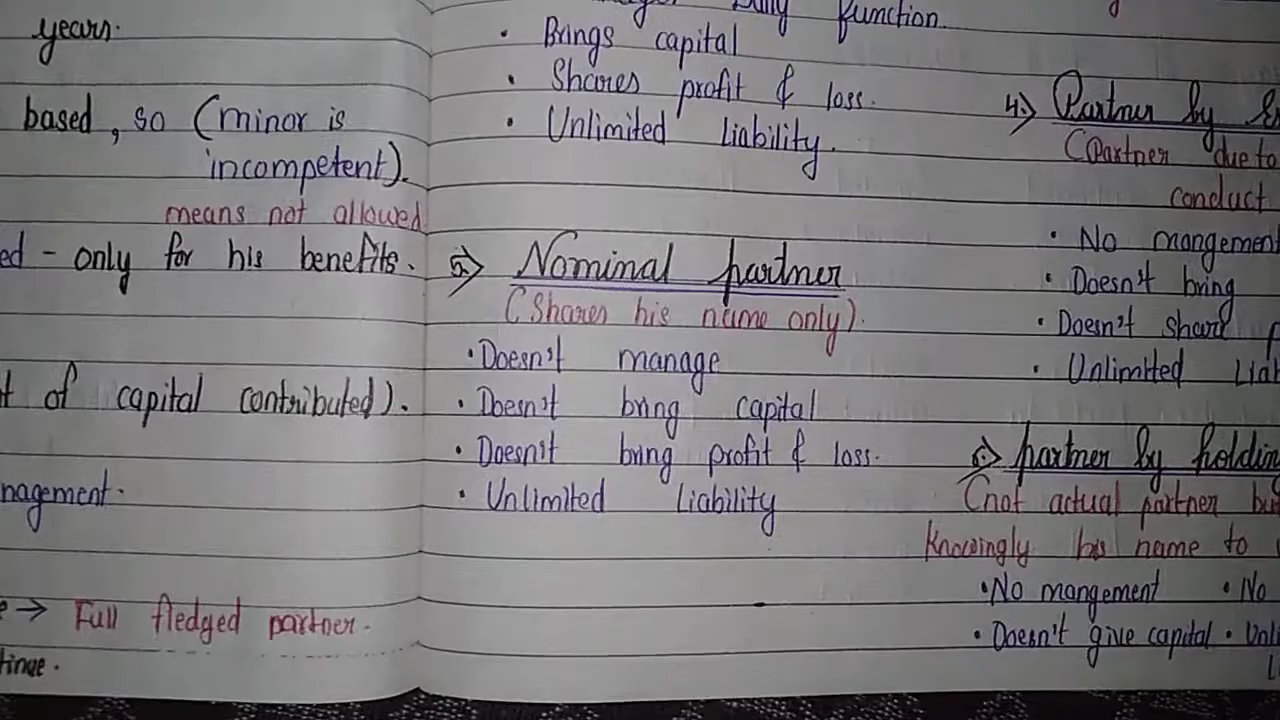 years.
based, so (minor is
incompetent).
means not allowed
ed - only for his benefits.
t of capital contributed).
nagement.
→ Full fledged partner.
tinue.
function.
• Brings capital
• Shares profit & loss.
• Unlimited liability.
5⇒ Nominal partner
(Shares his name only).
• Doesn't manage
• Doesn't bring capital
• Doesn't bring profit & loss.
• Unlimited liability
4⇒ Partner by
(Partner due to
conduct
• No mangement
• Doesn't bring
• Doesn't share
• Unlimited Liab
⇒ partner by holding
(not actual partner but
Knowingly his name to
• No mangement • No
• Doesn't give capital • Unli